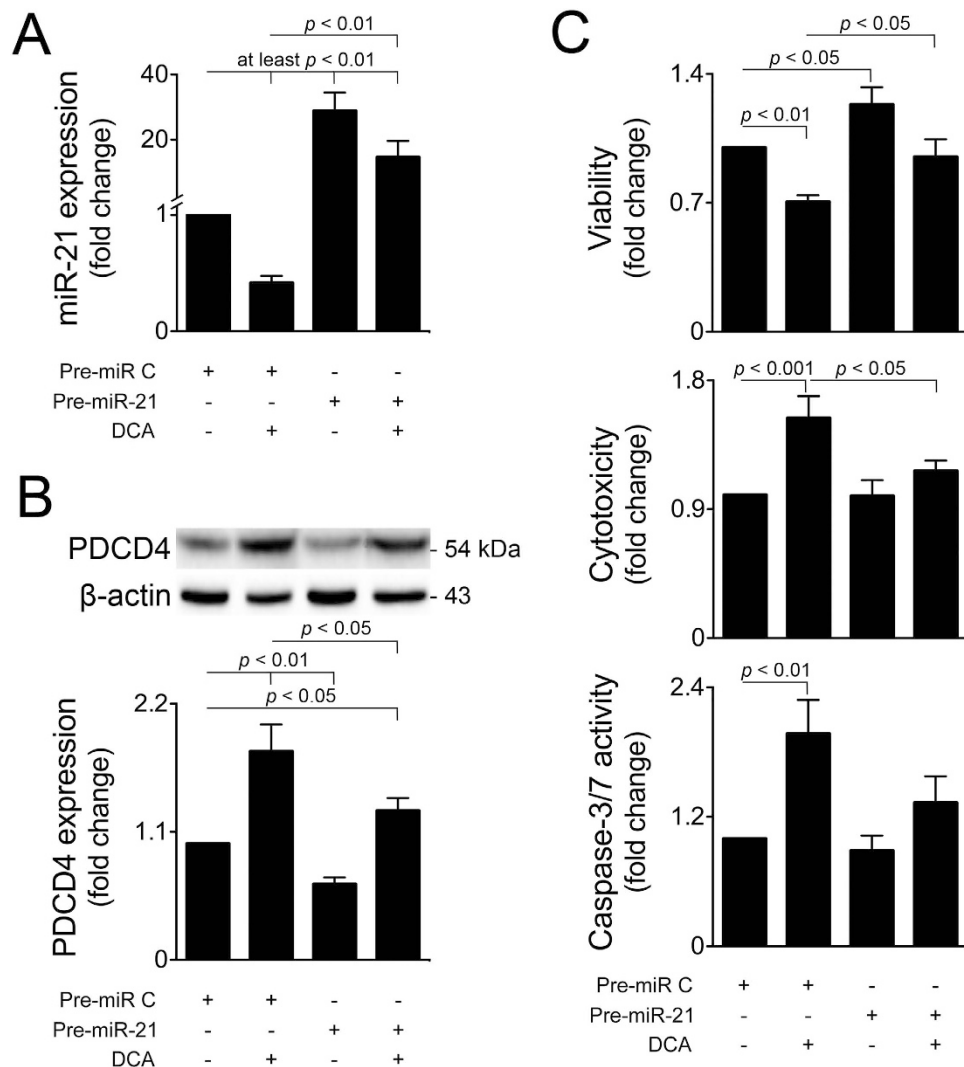 A
p < 0.01
at least p < 0.01
miR-21 expression
(fold change)
40
20
1
0
Pre-miR C + + - -
Pre-miR-21 - - + +
DCA - + - +
B
PDCD4 - 54 kDa
β-actin - 43
p < 0.05
p < 0.01
p < 0.05
PDCD4 expression
(fold change)
2.2
1.1
0
Pre-miR C + + - -
Pre-miR-21 - - + +
DCA - + - +
C
p < 0.05
p < 0.05
p < 0.01
Viability
(fold change)
1.4
0.7
0
p < 0.001 p < 0.05
Cytotoxicity
(fold change)
1.8
0.9
0
p < 0.01
Caspase-3/7 activity
(fold change)
2.4
1.2
0
Pre-miR C + + - -
Pre-miR-21 - - + +
DCA - + - +